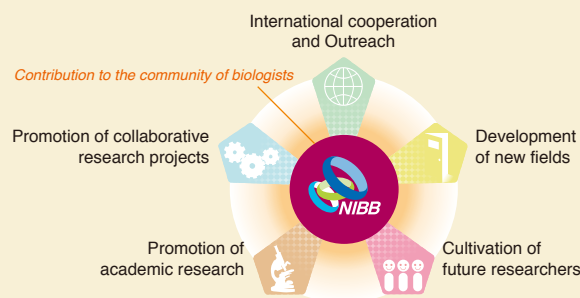 International cooperation
and Outreach
Contribution to the community of biologists
Promotion of collaborative
research projects
Development
of new fields
NIBB
Promotion of
academic research
Cultivation of
future researchers